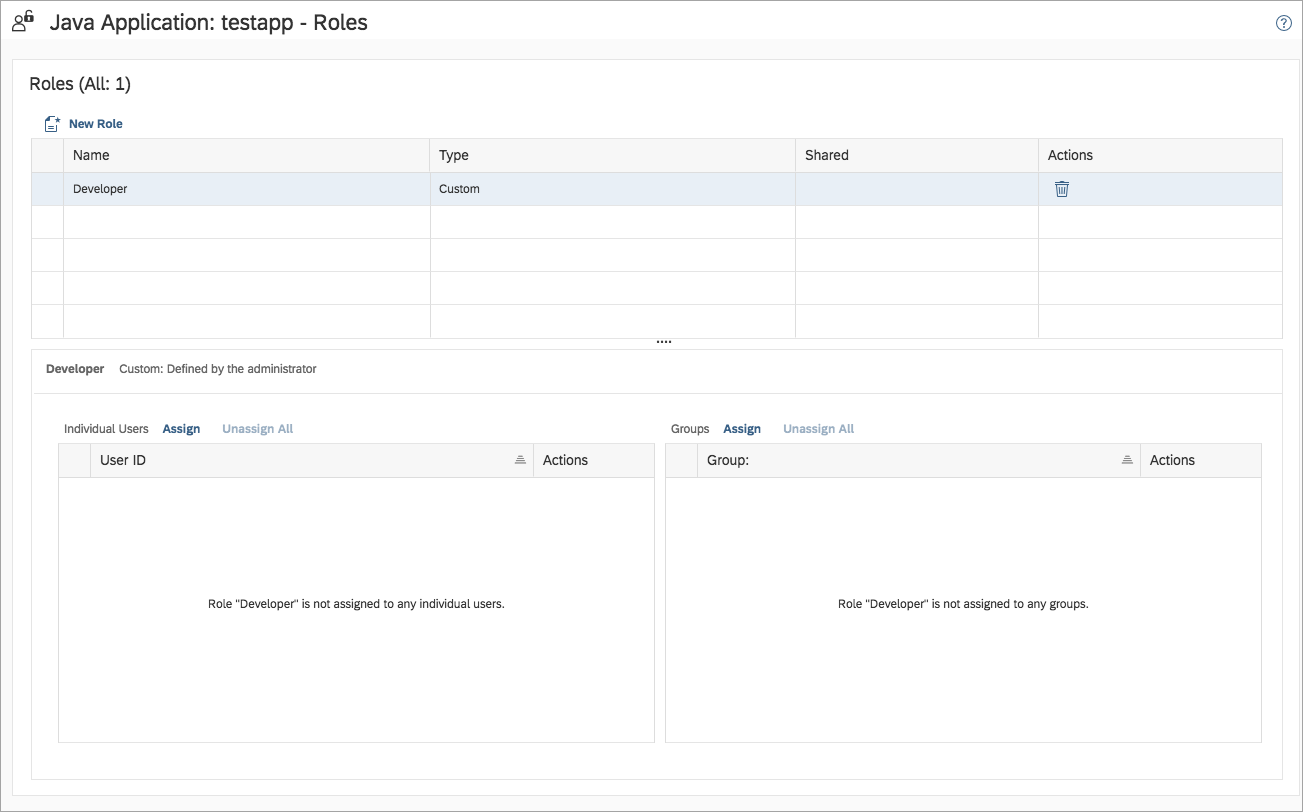 Java Application: testapp - Roles
Roles (All: 1)
New Role
Name Type Shared Actions
Developer Custom
Developer Custom: Defined by the administrator
Individual Users Assign Unassign All
Groups Assign Unassign All
User ID Actions
Group: Actions
Role "Developer" is not assigned to any individual users.
Role "Developer" is not assigned to any groups.